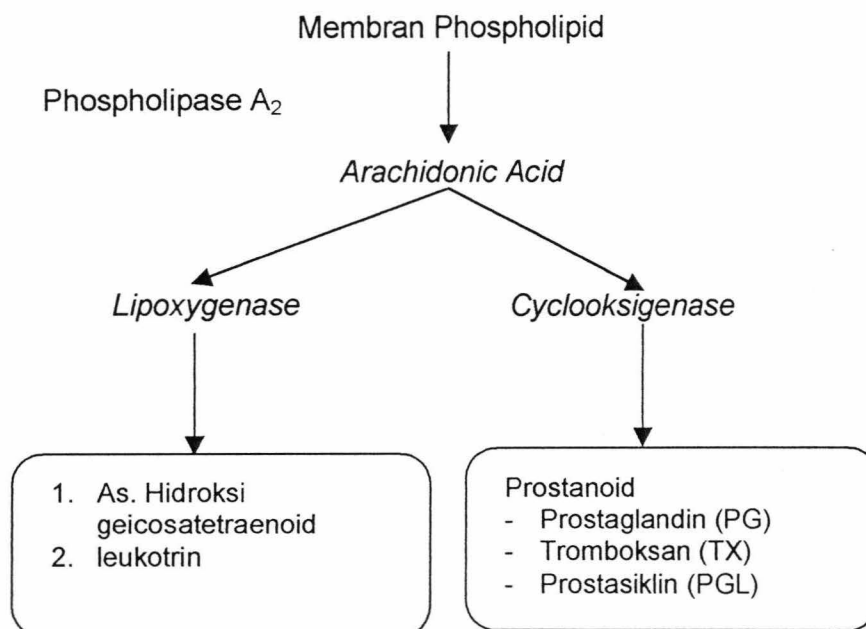 Membran Phospholipid
Phospholipase A₂
Arachidonic Acid
Lipoxygenase
Cyclooksigenase
1. As. Hidroksi
geicosatetraenoid
2. leukotrin
Prostanoid
- Prostaglandin (PG)
- Tromboksan (TX)
- Prostasiklin (PGL)